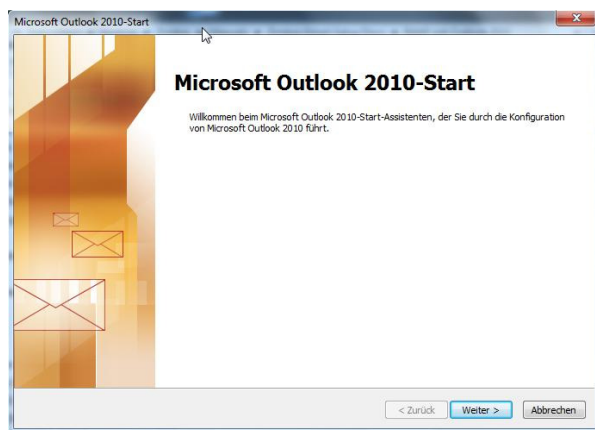 Microsoft Outlook 2010-Start
Microsoft Outlook 2010-Start
Willkommen beim Microsoft Outlook 2010-Start-Assistenten, der Sie durch die Konfiguration
von Microsoft Outlook 2010 führt.
< Zurück Weiter > Abbrechen